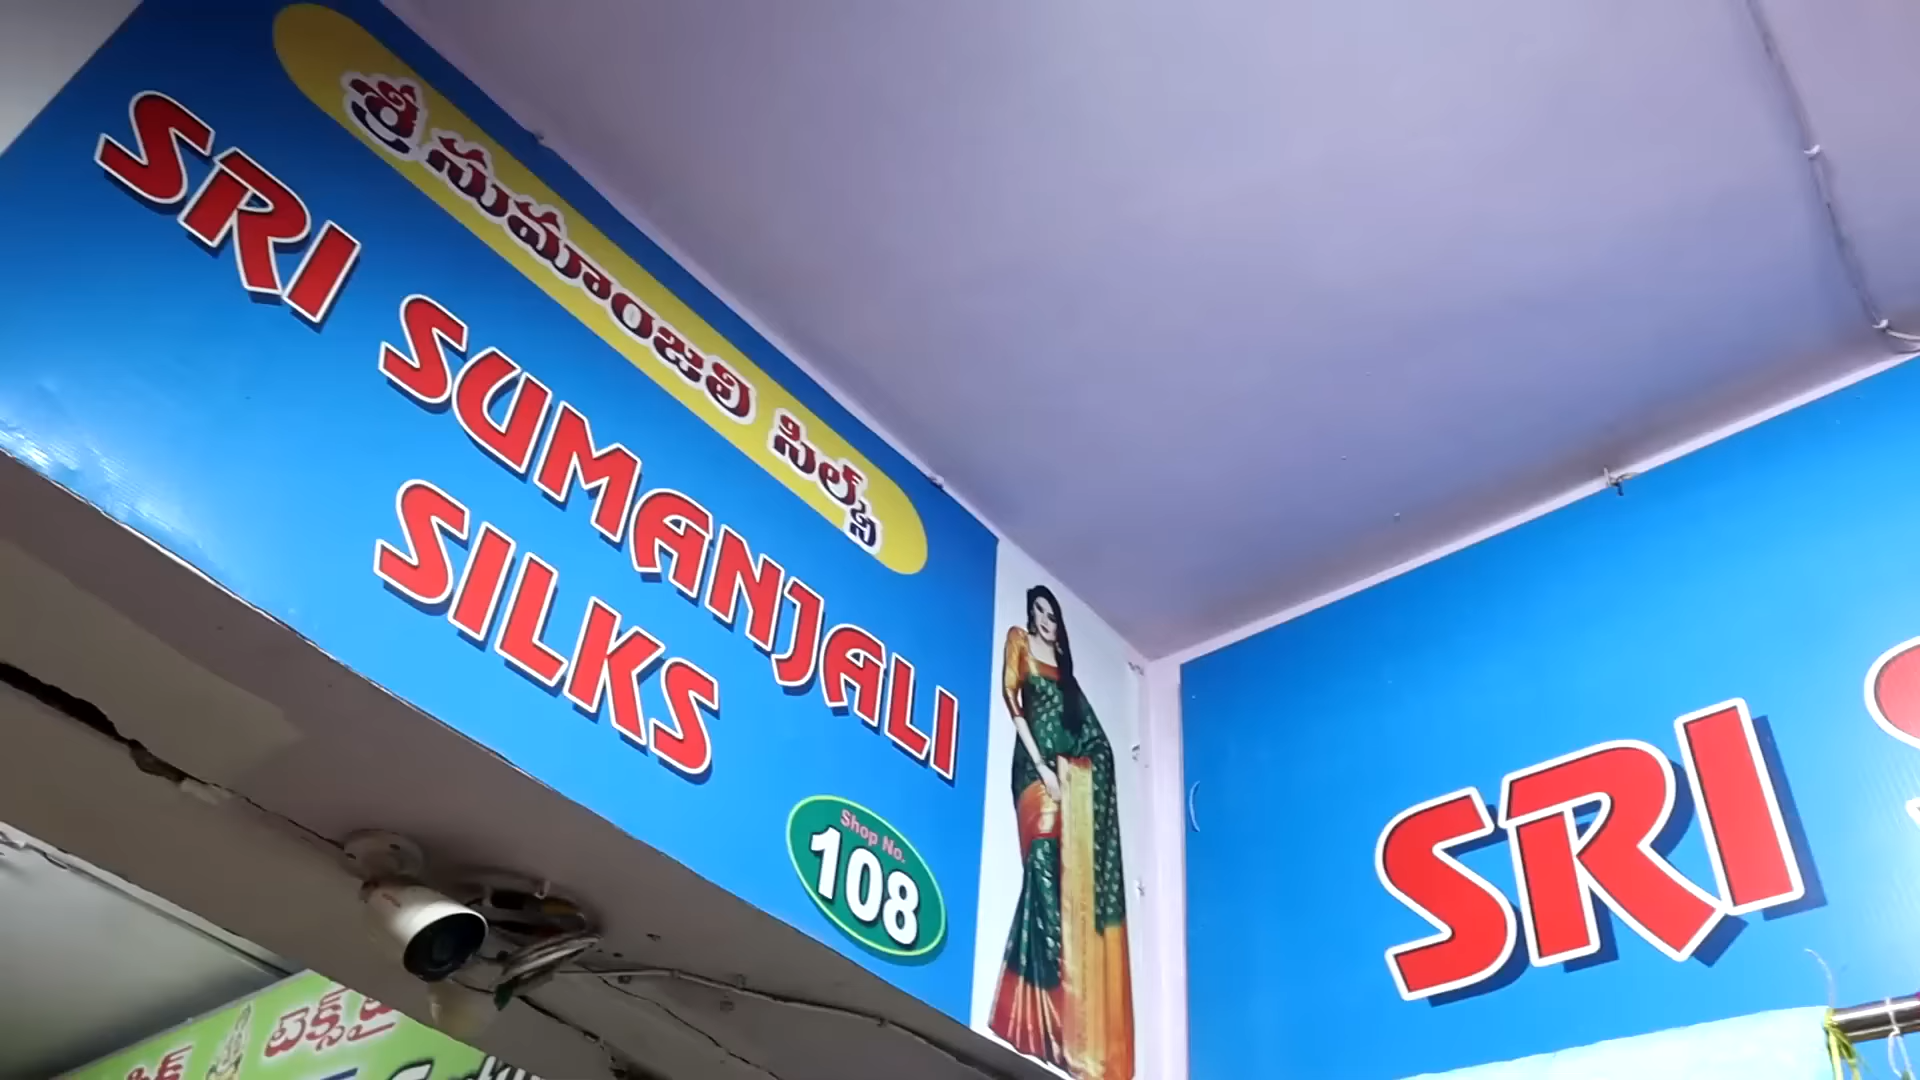 శ్రీ సుమాంజలి సిల్క్స్
SRI SUMANJALI
SILKS
Shop No.
108
SRI
టెక్స్‌టై